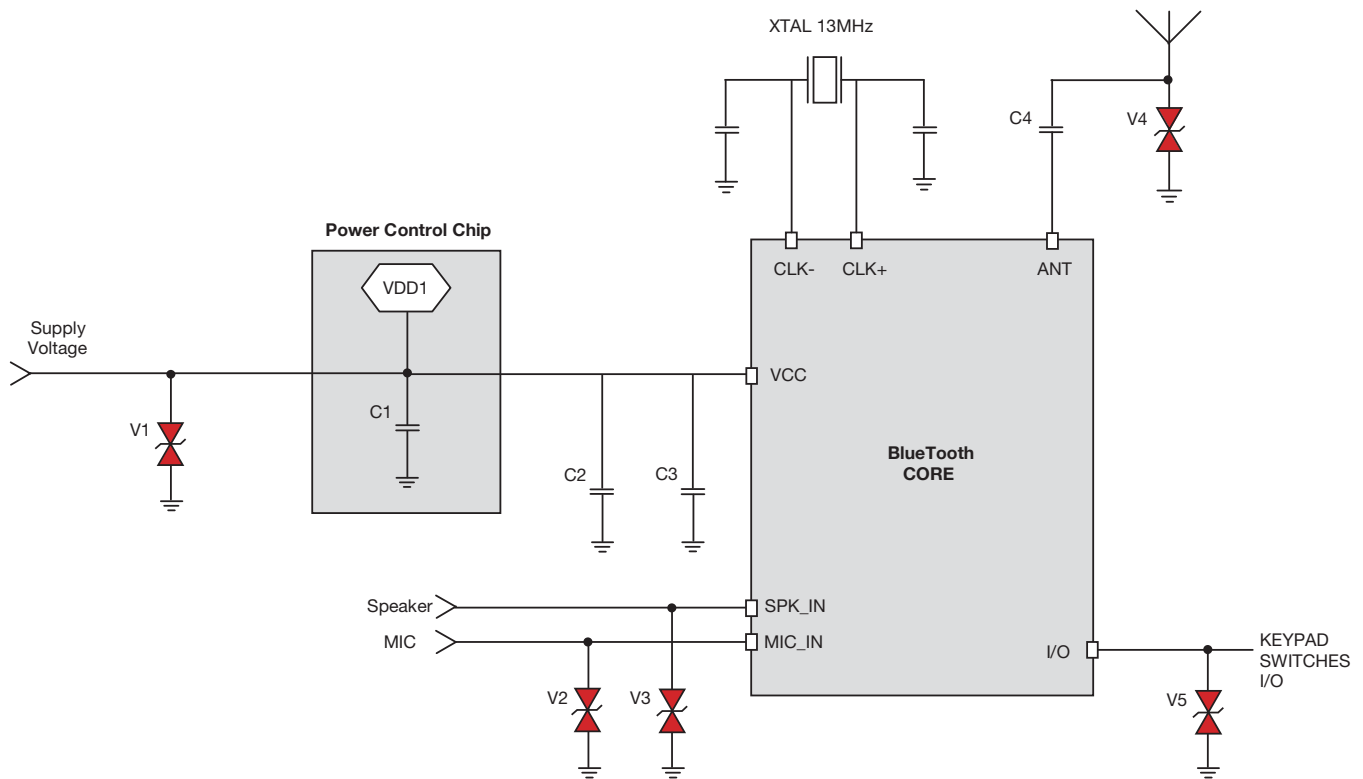 XTAL 13MHz
C4
V4
Power Control Chip
CLK-
CLK+
ANT
VDD1
Supply
Voltage
VCC
C1
V1
BlueTooth
CORE
C2
C3
Speaker
SPK_IN
MIC
MIC_IN
I/O
KEYPAD
SWITCHES
I/O
V2
V3
V5